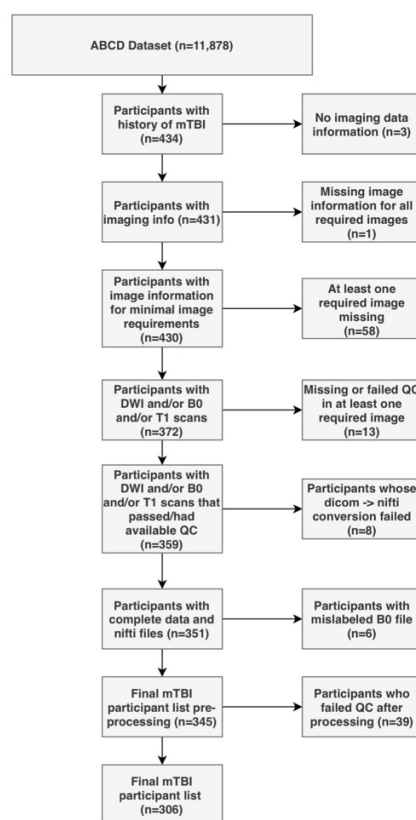 ABCD Dataset (n=11,878)
Participants with
history of mTBI
(n=434)
No imaging data
information (n=3)
Participants with
imaging info (n=431)
Missing image
information for all
required images
(n=1)
Participants with
image information
for minimal image
requirements
(n=430)
At least one
required image
missing
(n=58)
Participants with
DWI and/or B0
and/or T1 scans
(n=372)
Missing or failed QC
in at least one
required image
(n=13)
Participants with
DWI and/or B0
and/or T1 scans that
passed/had
available QC
(n=359)
Participants whose
dicom -> nifti
conversion failed
(n=8)
Participants with
complete data and
nifti files (n=351)
Participants with
mislabeled B0 file
(n=6)
Final mTBI
participant list pre-
processing (n=345)
Participants who
failed QC after
processing (n=39)
Final mTBI
participant list
(n=306)